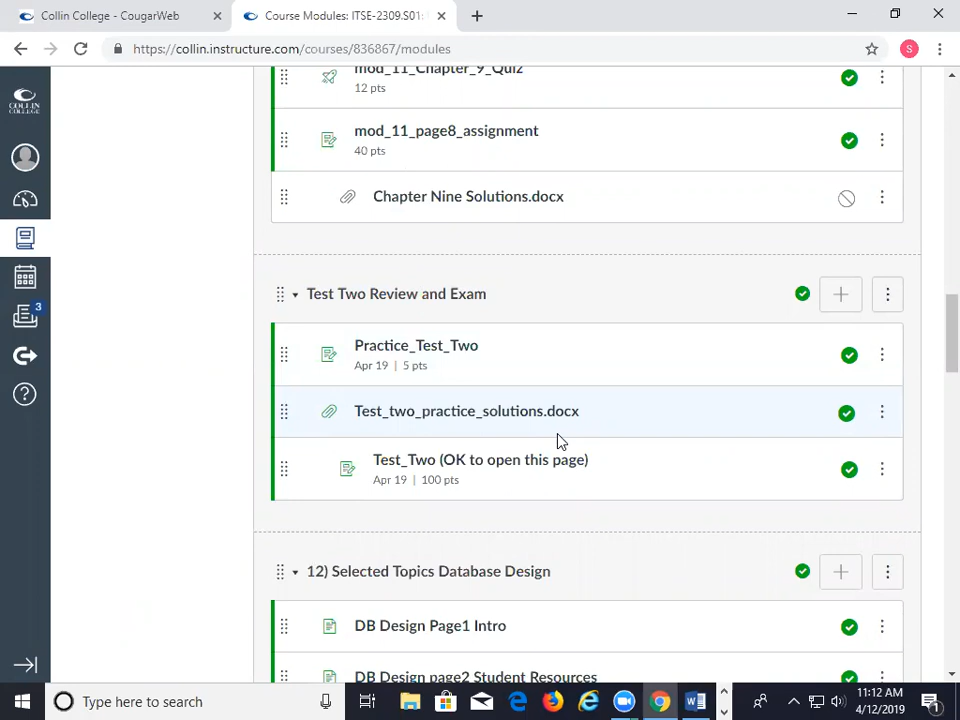 Collin College - CougarWeb
Course Modules: ITSE-2309.S01:
https://collin.instructure.com/courses/836867/modules
S
COLLIN
COLLEGE
3
mod_11_Chapter_9_Quiz
12 pts
mod_11_page8_assignment
40 pts
Chapter Nine Solutions.docx
Test Two Review and Exam
Practice_Test_Two
Apr 19 | 5 pts
Test_two_practice_solutions.docx
Test_Two (OK to open this page)
Apr 19 | 100 pts
12) Selected Topics Database Design
DB Design Page1 Intro
DB Design page2 Student Resources
Type here to search
11:12 AM
4/12/2019
1